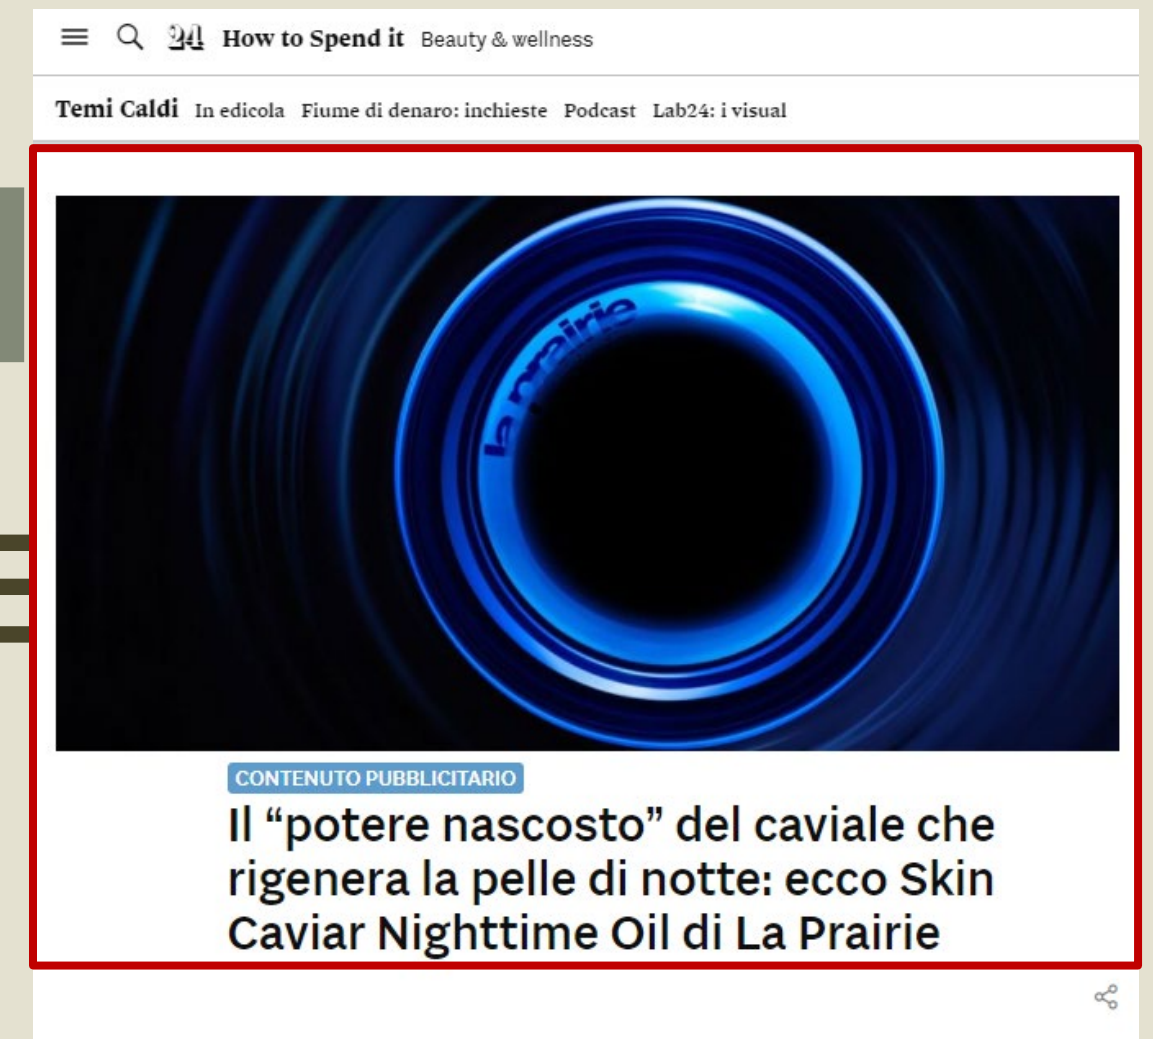 24 How to Spend it Beauty & wellness
Temi Caldi In edicola Fiume di denaro: inchieste Podcast Lab24: i visual
la prairie
CONTENUTO PUBBLICITARIO
Il “potere nascosto” del caviale che
rigenera la pelle di notte: ecco Skin
Caviar Nighttime Oil di La Prairie